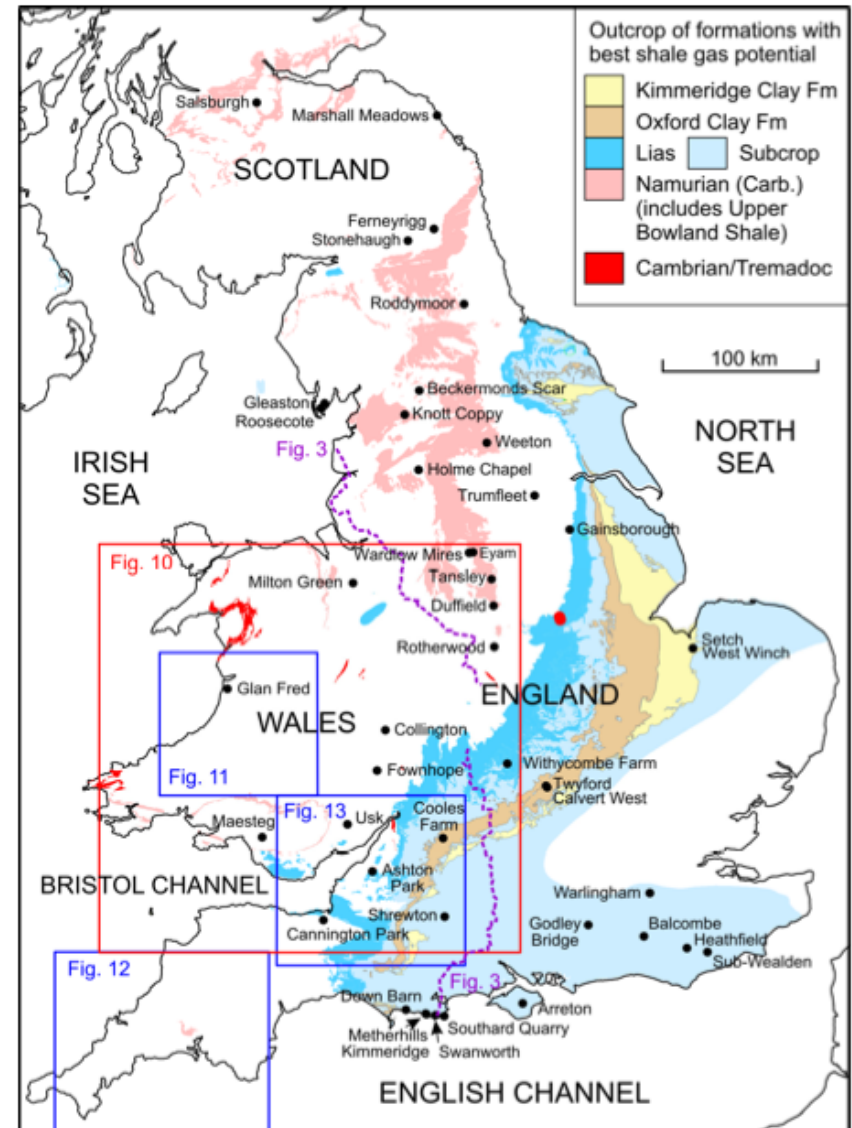 Outcrop of formations with
best shale gas potential
Kimmeridge Clay Fm
Oxford Clay Fm
Lias
Subcrop
Namurian (Carb.)
(includes Upper
Bowland Shale)
Cambrian/Tremadoc
Salsburgh
Marshall Meadows
SCOTLAND
Ferneyrigg
Stonehaugh
Roddymoor
100 km
Beckermonds Scar
Gleaston
Roosecote
Knott Coppy
NORTH
SEA
Fig. 3
Weeton
IRISH
SEA
Holme Chapel
Trumfleet
Gainsborough
Fig. 10
Wardlow Mires
Eyam
Milton Green
Tansley
Duffield
Rotherwood
Setch
West Winch
Glan Fred
ENGLAND
WALES
Collington
Fownhope
Withycombe Farm
Fig. 11
Twyford
Calvert West
Fig. 13
Cooles
Farm
Maesteg
Usk
Ashton
Park
BRISTOL CHANNEL
Warlingham
Shrewton
Cannington Park
Godley
Bridge
Balcombe
Heathfield
Sub-Wealden
Fig. 12
Fig. 3
Down Barn
Arreton
Metherhills
Kimmeridge
Southard Quarry
Swanworth
ENGLISH CHANNEL